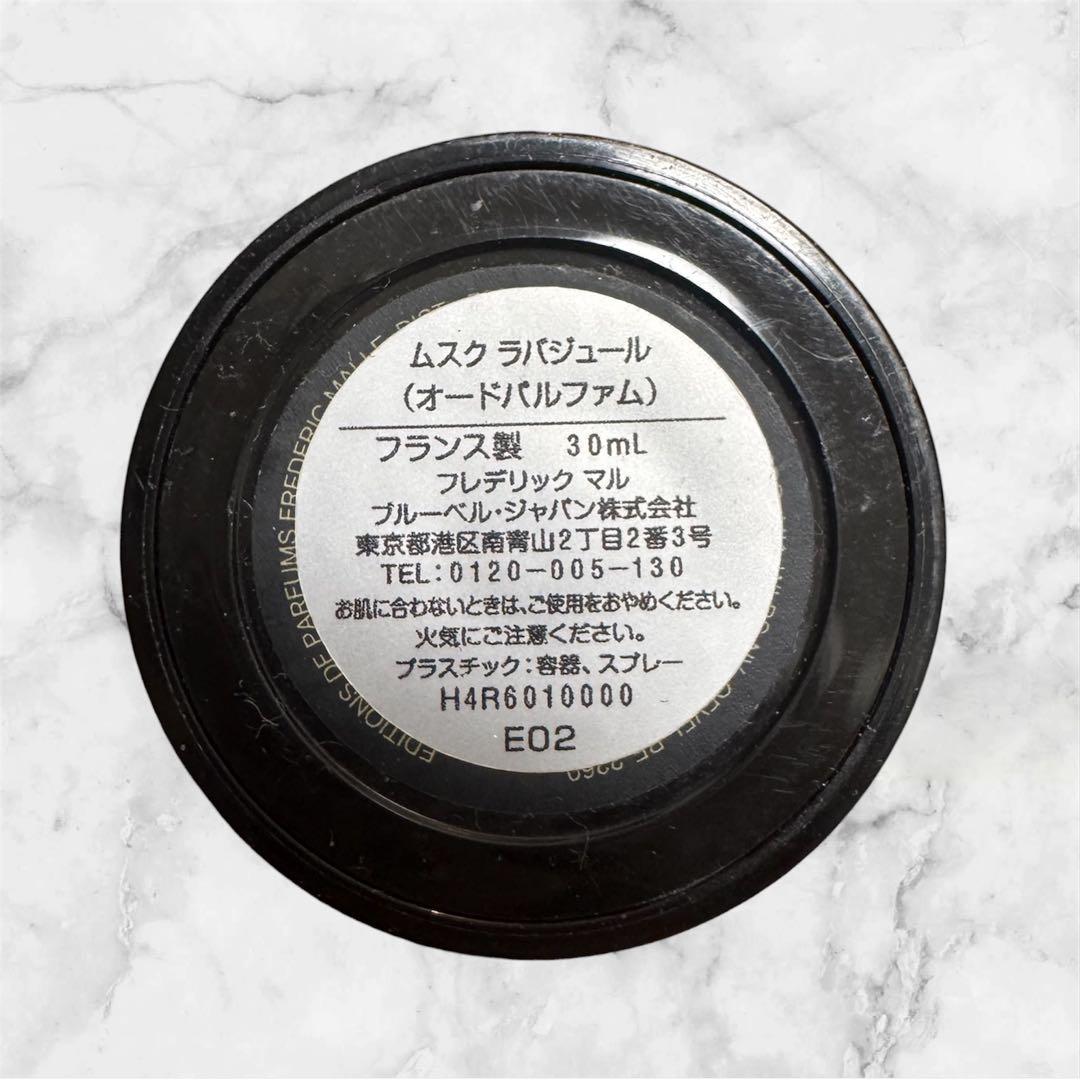 ムスク ラバジュール
(オードパルファム)
フランス製 30mL
フレデリック マル
ブルーベル・ジャパン株式会社
東京都港区南青山2丁目2番3号
TEL:0120-005-130
お肌に合わないときは、ご使用をおやめください。
火気にご注意ください。
プラスチック:容器、スプレー
H4R6010000
E02
EDITIONS DE PARFUMS FREDERIC MALLE